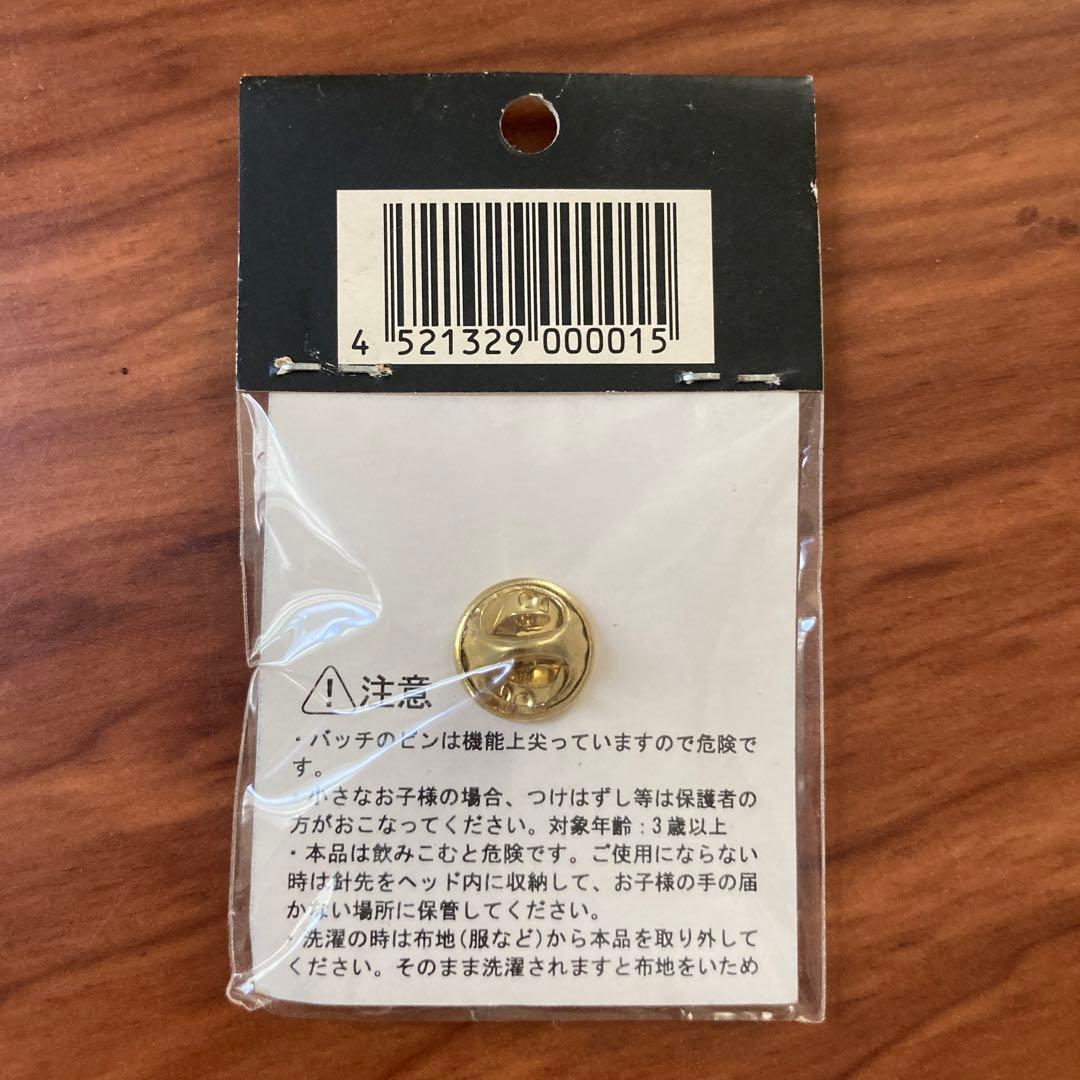 4 521329 000015
注意
・バッチのピンは機能上尖っていますので危険で
す。
・小さなお子様の場合、つけはずし等は保護者の
方がおこなってください。対象年齢：3歳以上
・本品は飲みこむと危険です。ご使用にならない
時は針先をヘッド内に収納して、お子様の手の届
かない場所に保管してください。
・洗濯の時は布地(服など)から本品を取り外して
ください。そのまま洗濯されますと布地をいため